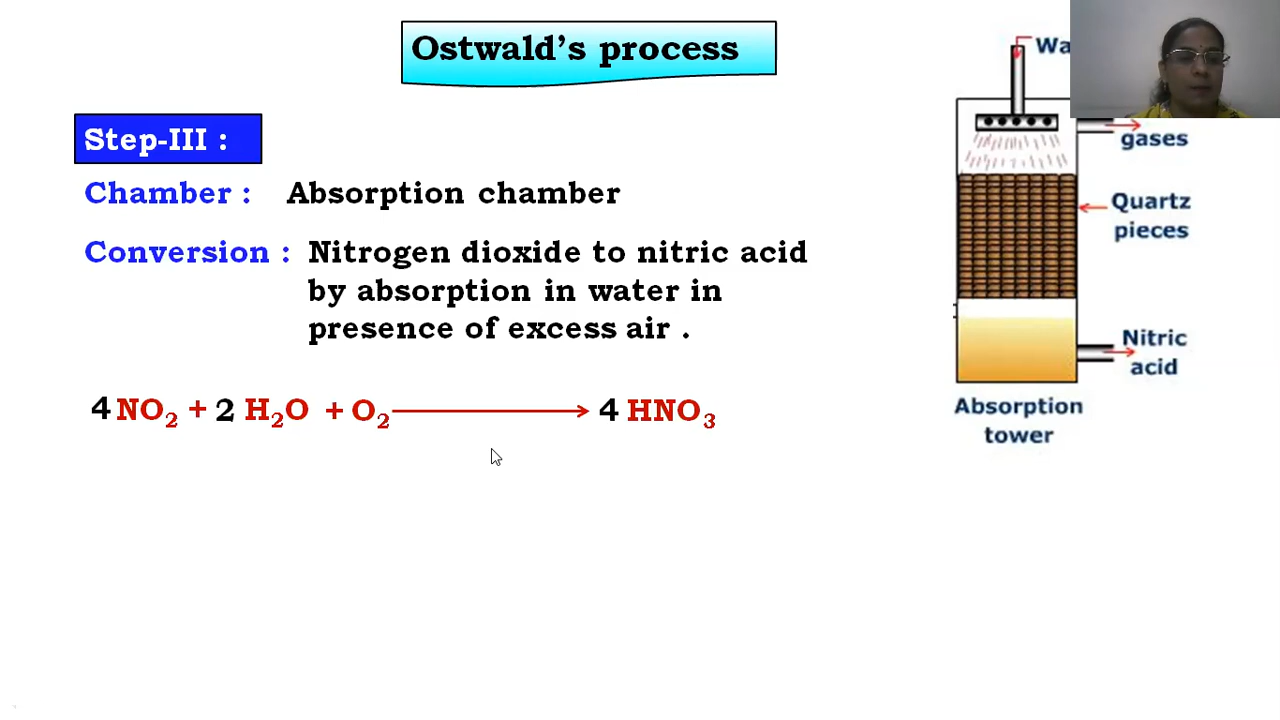 Ostwald's process
Step-III :
Chamber : Absorption chamber
Conversion : Nitrogen dioxide to nitric acid
by absorption in water in
presence of excess air .
4 NO₂ + 2 H₂O + O₂ ⟶ 4 HNO₃
gases
Quartz
pieces
Nitric
acid
Absorption
tower